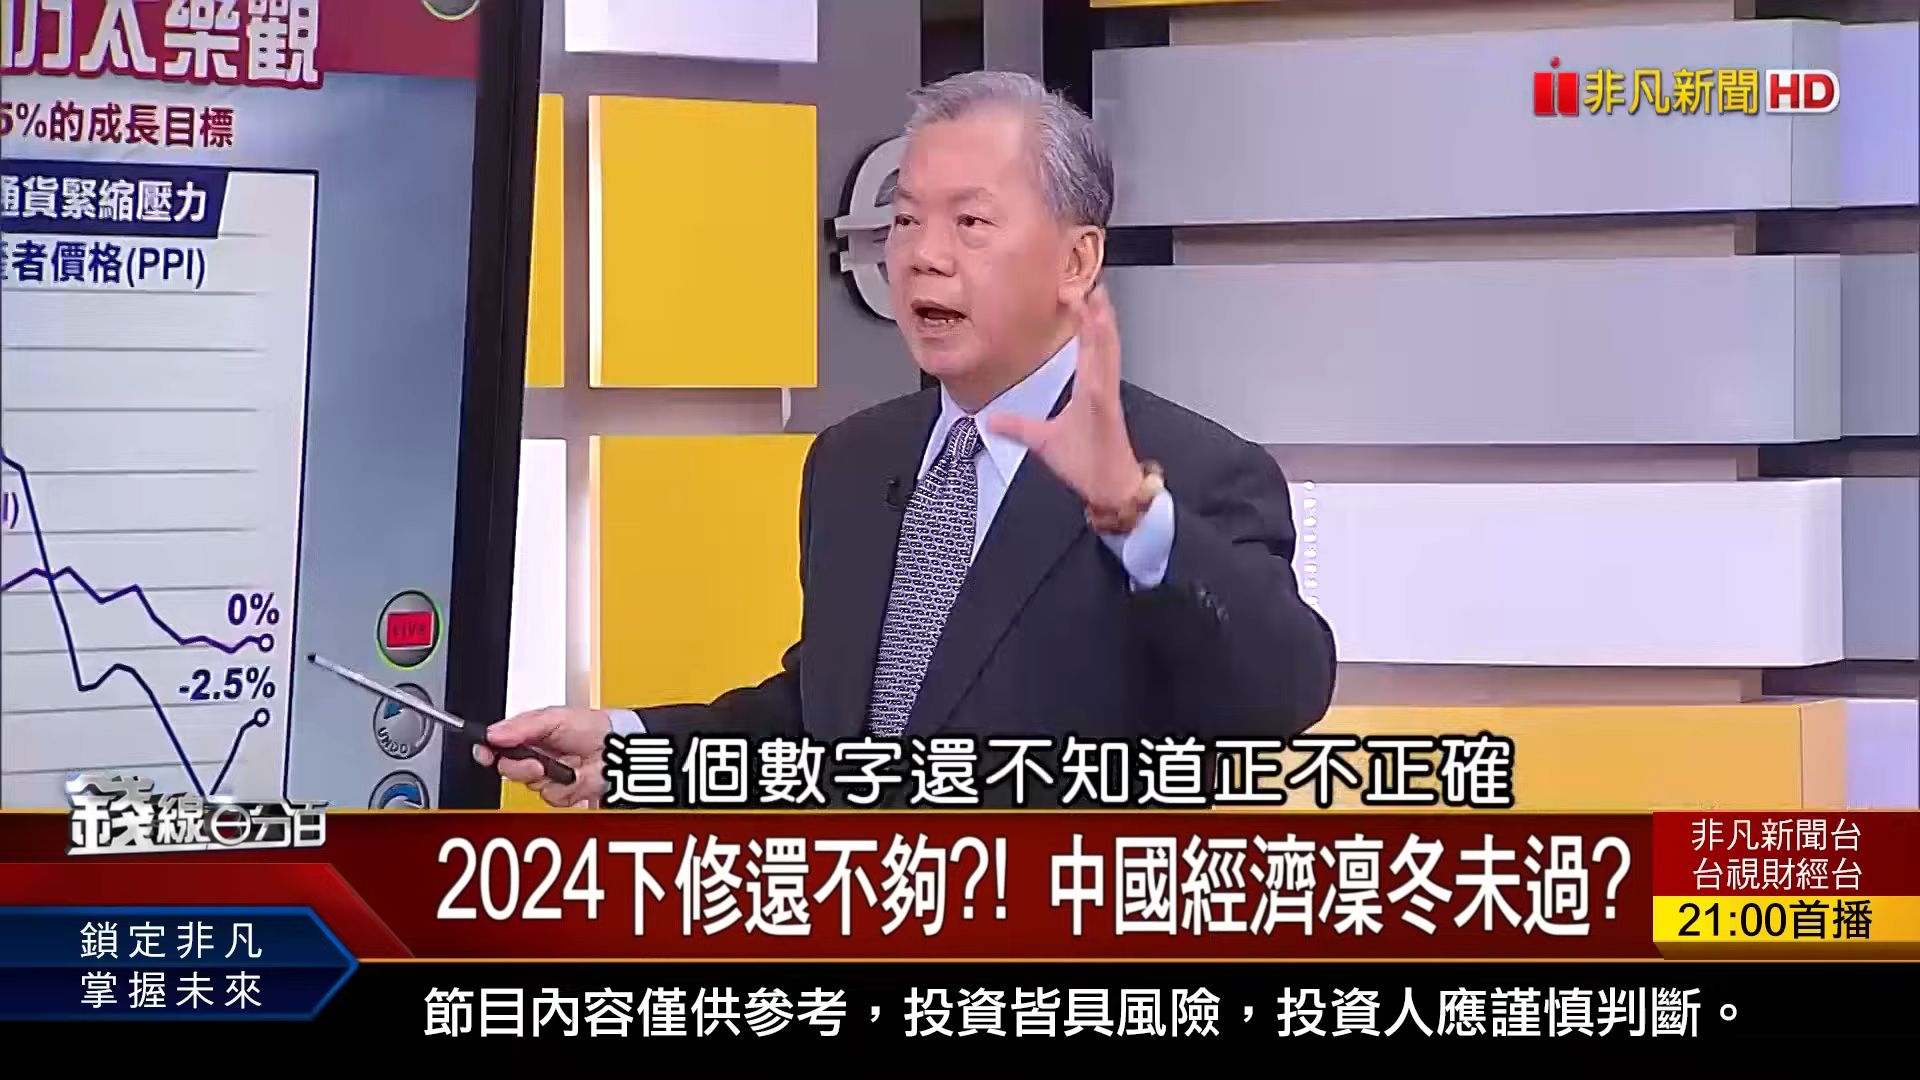 仍太樂觀
5%的成長目標
通貨緊縮壓力
產者價格(PPI)
I)
0%
-2.5%
LIVE
UNDO
非凡新聞HD
這個數字還不知道正不正確
錢線百分百
2024下修還不夠?! 中國經濟凜冬未過?
非凡新聞台
台視財經台
21:00首播
鎖定非凡
掌握未來
節目內容僅供參考，投資皆具風險，投資人應謹慎判斷。